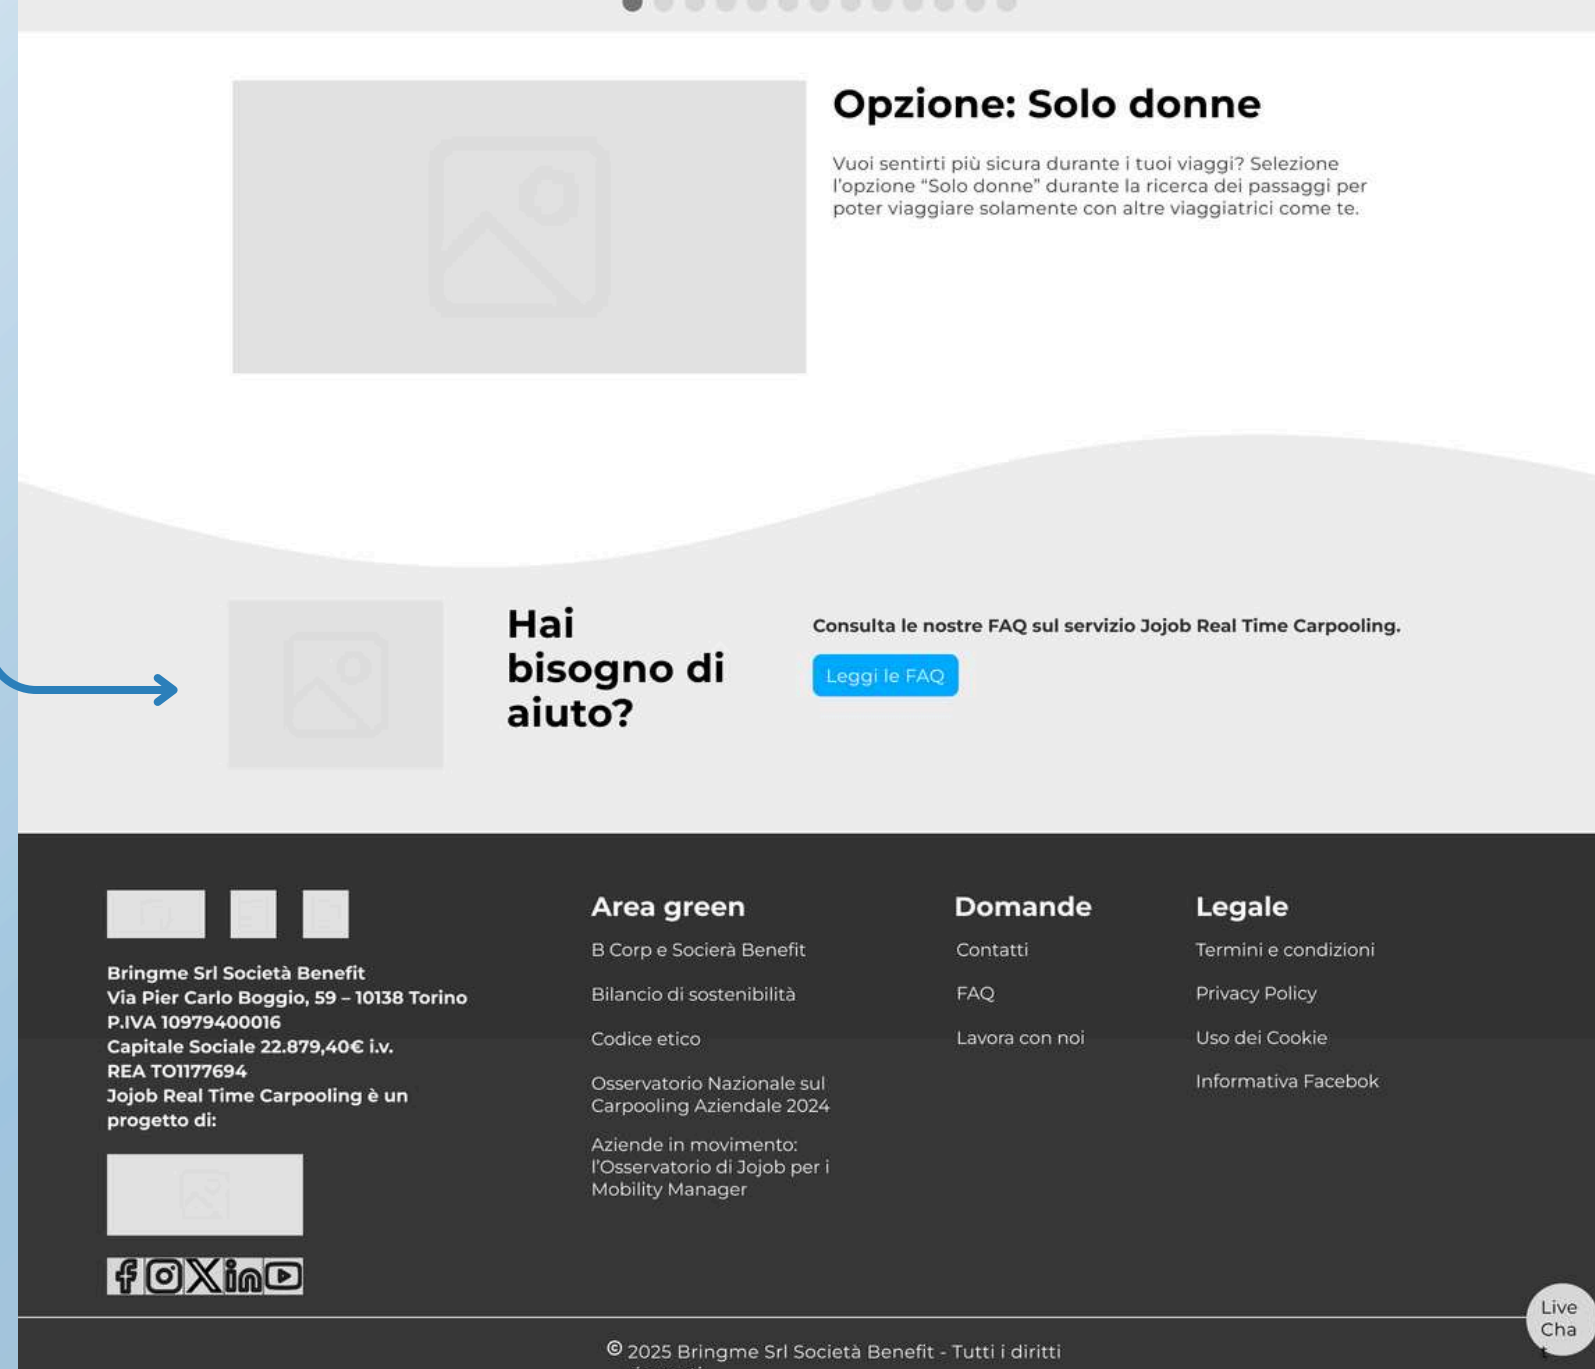 Opzione: Solo donne
Vuoi sentirti più sicura durante i tuoi viaggi? Selezione
l'opzione “Solo donne” durante la ricerca dei passaggi per
poter viaggiare solamente con altre viaggiatrici come te.
Hai
bisogno di
aiuto?
Consulta le nostre FAQ sul servizio Jojob Real Time Carpooling.
Leggi le FAQ
Bringme Srl Società Benefit
Via Pier Carlo Boggio, 59 – 10138 Torino
P.IVA 10979400016
Capitale Sociale 22.879,40€ i.v.
REA TO1177694
Jojob Real Time Carpooling è un
progetto di:
Area green
B Corp e Socierà Benefit
Bilancio di sostenibilità
Codice etico
Osservatorio Nazionale sul
Carpooling Aziendale 2024
Aziende in movimento:
l'Osservatorio di Jojob per i
Mobility Manager
Domande
Contatti
FAQ
Lavora con noi
Legale
Termini e condizioni
Privacy Policy
Uso dei Cookie
Informativa Facebok
Live
Cha
t
© 2025 Bringme Srl Società Benefit - Tutti i diritti